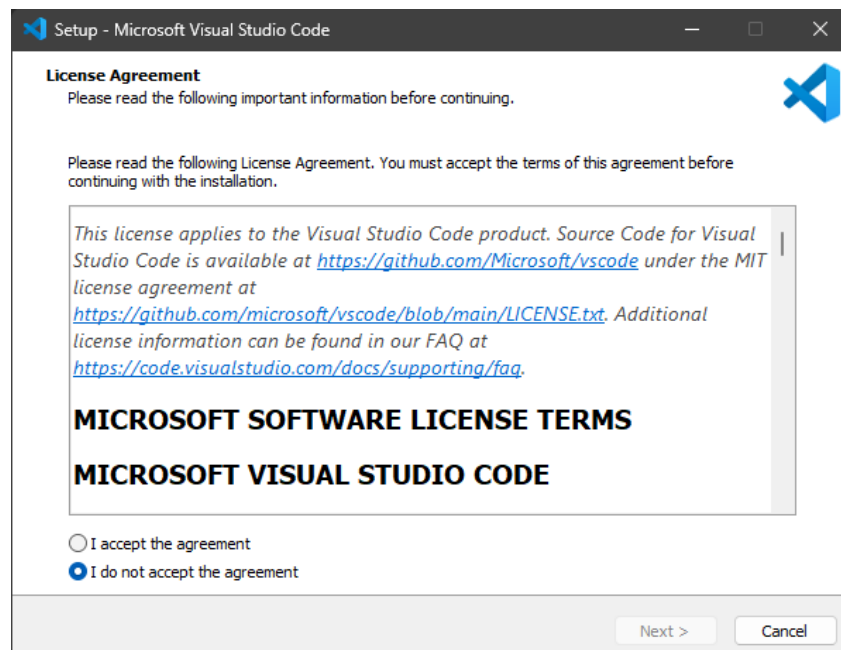 Setup - Microsoft Visual Studio Code
License Agreement
Please read the following important information before continuing.
Please read the following License Agreement. You must accept the terms of this agreement before
continuing with the installation.
This license applies to the Visual Studio Code product. Source Code for Visual
Studio Code is available at https://github.com/Microsoft/vscode under the MIT
license agreement at
https://github.com/microsoft/vscode/blob/main/LICENSE.txt. Additional
license information can be found in our FAQ at
https://code.visualstudio.com/docs/supporting/faq.
MICROSOFT SOFTWARE LICENSE TERMS
MICROSOFT VISUAL STUDIO CODE
I accept the agreement
I do not accept the agreement
Next >
Cancel